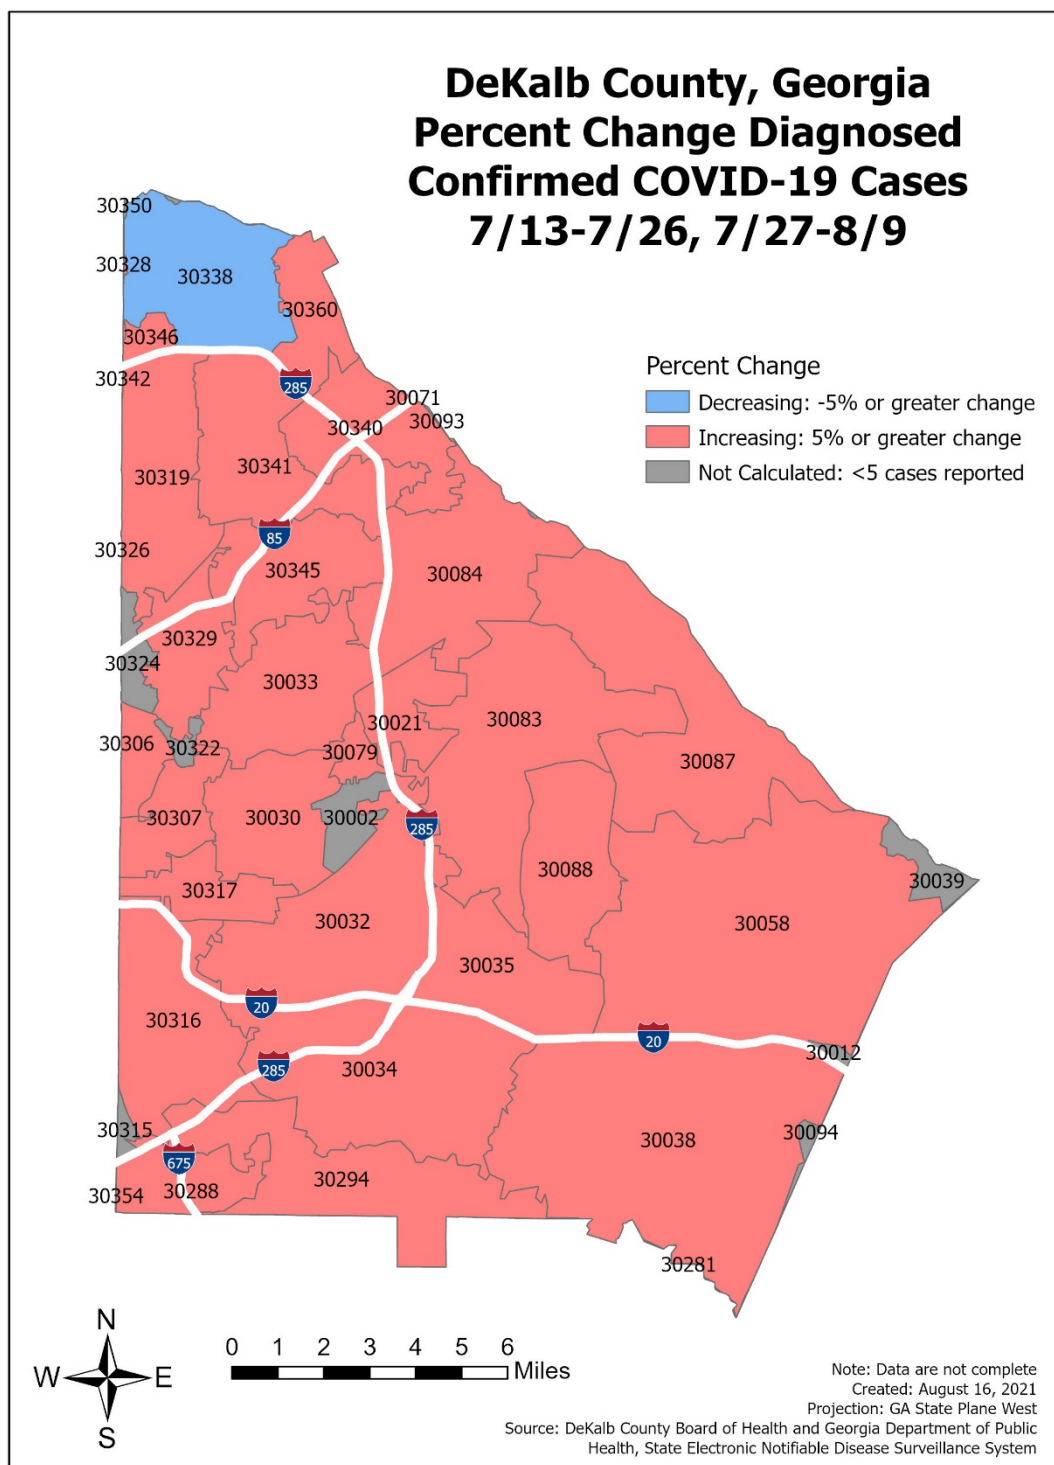 DeKalb County, Georgia
Percent Change Diagnosed
Confirmed COVID-19 Cases
7/13-7/26, 7/27-8/9
30350
30328
30338
30360
30346
30342
285
30071
30093
30340
30341
30319
85
30326
30345
30084
30329
30324
30033
30021
30083
30306
30322
30079
30087
30307
30030
30002
285
30088
30039
30317
30032
30058
30035
20
30316
20
30012
285
30034
30315
30038
30094
675
30354
30288
30294
30281
Percent Change
Decreasing: -5% or greater change
Increasing: 5% or greater change
Not Calculated: <5 cases reported
N
W E
S
0 1 2 3 4 5 6
Miles
Note: Data are not complete
Created: August 16, 2021
Projection: GA State Plane West
Source: DeKalb County Board of Health and Georgia Department of Public
Health, State Electronic Notifiable Disease Surveillance System